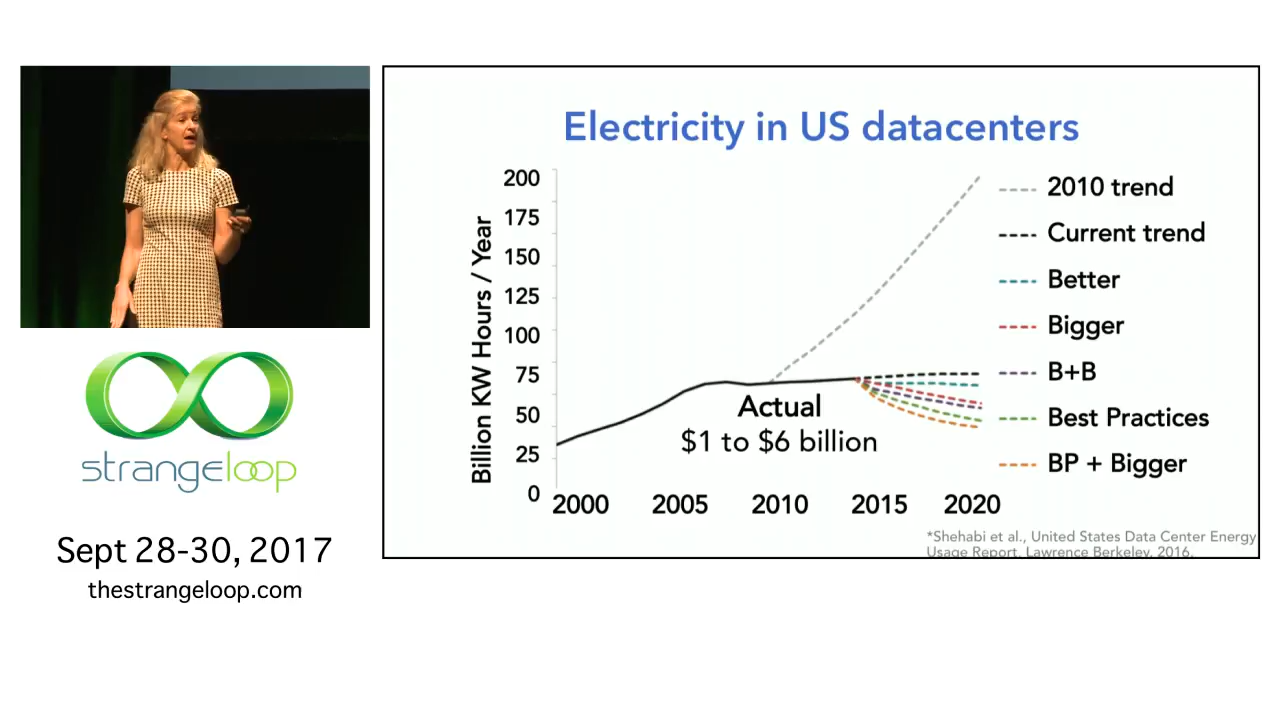 Electricity in US datacenters
Billion KW Hours / Year
200
175
150
125
100
75
50
25
0
2000 2005 2010 2015 2020
Actual
$1 to $6 billion
2010 trend
Current trend
Better
Bigger
B+B
Best Practices
BP + Bigger
*Shehabi et al., United States Data Center Energy
Usage Report, Lawrence Berkeley, 2016.
strangeloop
Sept 28-30, 2017
thestrangeloop.com